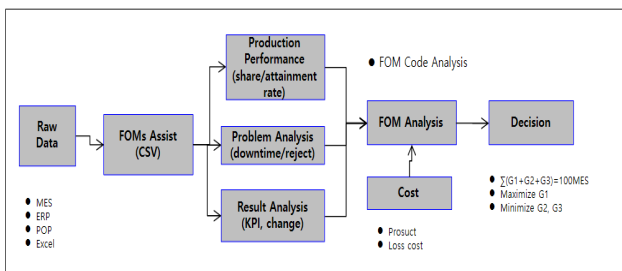 Production
Performance
(share/attainment
rate)
● FOM Code Analysis
Raw
Data
FOMs Assist
(CSV)
Problem Analysis
(downtime/reject)
FOM Analysis
Decision
● MES
● ERP
● POP
● Excel
Result Analysis
(KPI, change)
Cost
● Prosuct
● Loss cost
● ∑(G1+G2+G3)=100MES
● Maximize G1
● Minimize G2, G3